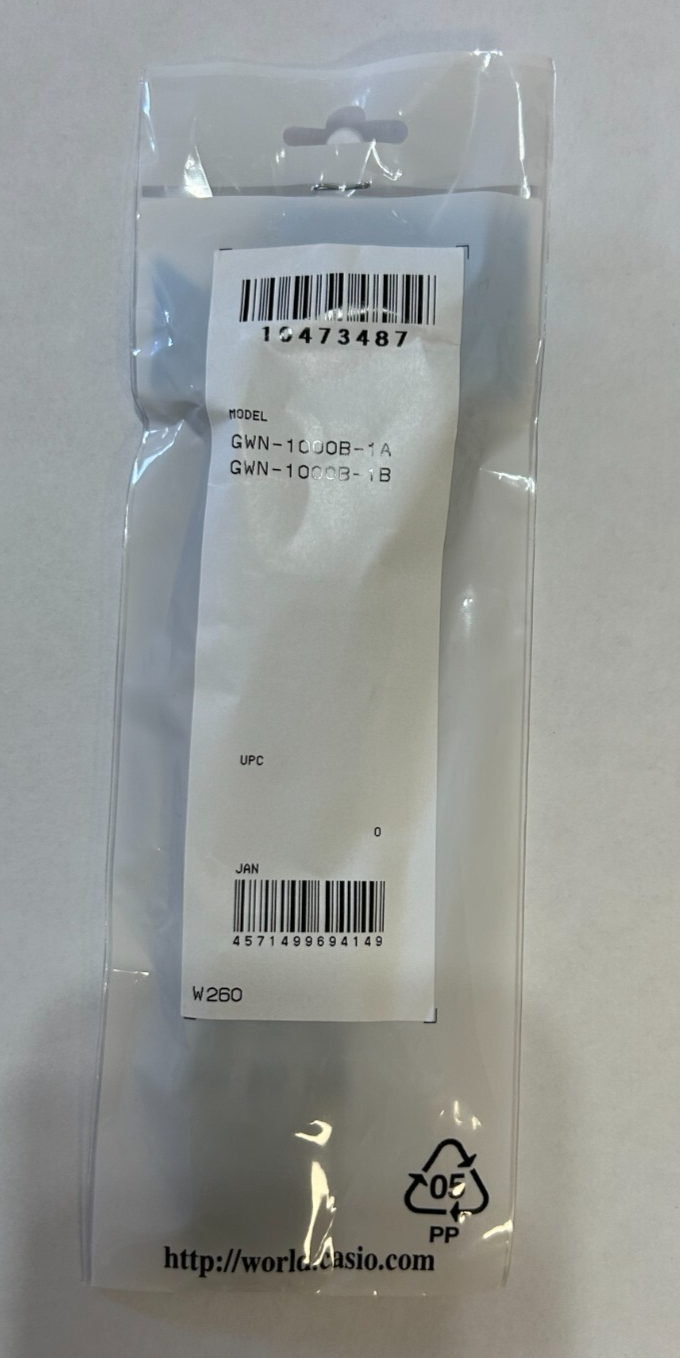 10473487
MODEL
GWN-1000B-1A
GWN-1000B-1B
UPC
0
JAN
4571499694149
W260
05
PP
http://world.casio.com